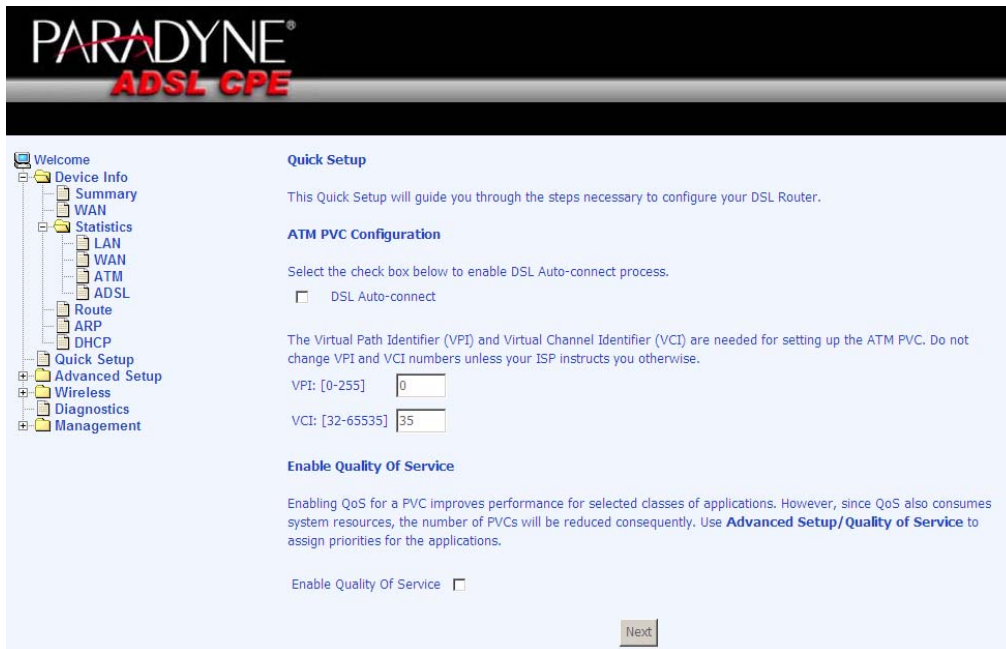 PARADYNE®
ADSL CPE
Welcome
Device Info
Summary
WAN
Statistics
LAN
WAN
ATM
ADSL
Route
ARP
DHCP
Quick Setup
Advanced Setup
Wireless
Diagnostics
Management
Quick Setup
This Quick Setup will guide you through the steps necessary to configure your DSL Router.
ATM PVC Configuration
Select the check box below to enable DSL Auto-connect process.
DSL Auto-connect
The Virtual Path Identifier (VPI) and Virtual Channel Identifier (VCI) are needed for setting up the ATM PVC. Do not
change VPI and VCI numbers unless your ISP instructs you otherwise.
VPI: [0-255] 0
VCI: [32-65535] 35
Enable Quality Of Service
Enabling QoS for a PVC improves performance for selected classes of applications. However, since QoS also consumes
system resources, the number of PVCs will be reduced consequently. Use Advanced Setup/Quality of Service to
assign priorities for the applications.
Enable Quality Of Service
Next